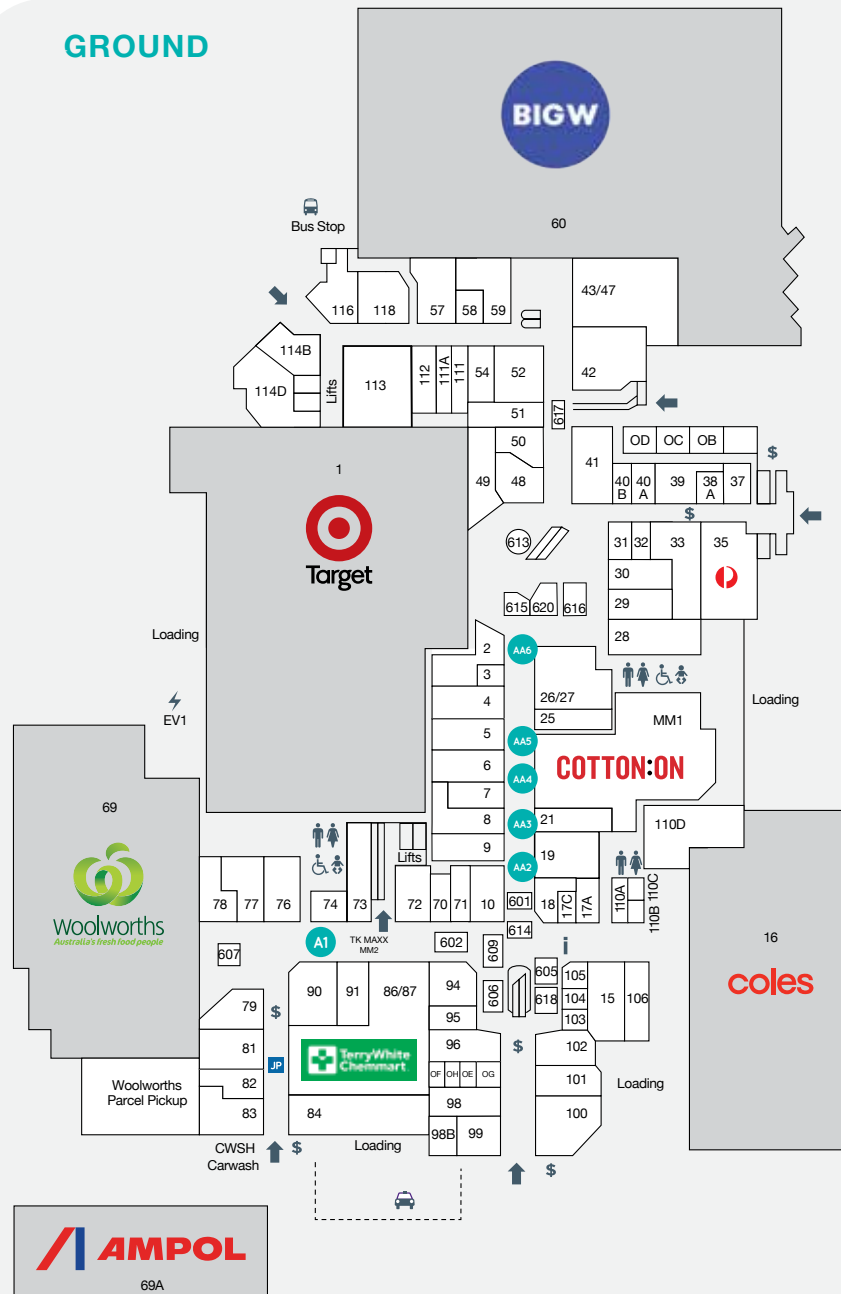 GROUND
BIGW
60
Bus Stop
116
118
57
58
59
43/47
114B
114D
Lifts
113
112
111A
111
54
52
42
51
617
50
49
48
41
OD
OC
OB
$
40
B
40
A
39
38
A
37
$
1
Target
613
31
32
33
35
30
29
28
615
620
616
Loading
EV1
2
3
4
5
6
7
8
9
AA6
AA5
AA4
AA3
AA2
26/27
25
MM1
COTTON:ON
21
19
Loading
110D
69
Woolworths
Australia's fresh food people
Lifts
78
77
76
74
73
72
70
71
10
601
18
17C
17A
110A
110C
110B
A1
TK MAXX
MM2
602
609
614
i
16
coles
607
90
91
86/87
94
606
605
618
105
104
103
15
106
79
$
95
81
JP
TerryWhite
Chemmart
96
$
102
OF
OH
OE
OG
101
Loading
Woolworths
Parcel Pickup
82
83
84
98
100
98B
99
CWSH
Carwash
$
Loading
$
AMPOL
69A